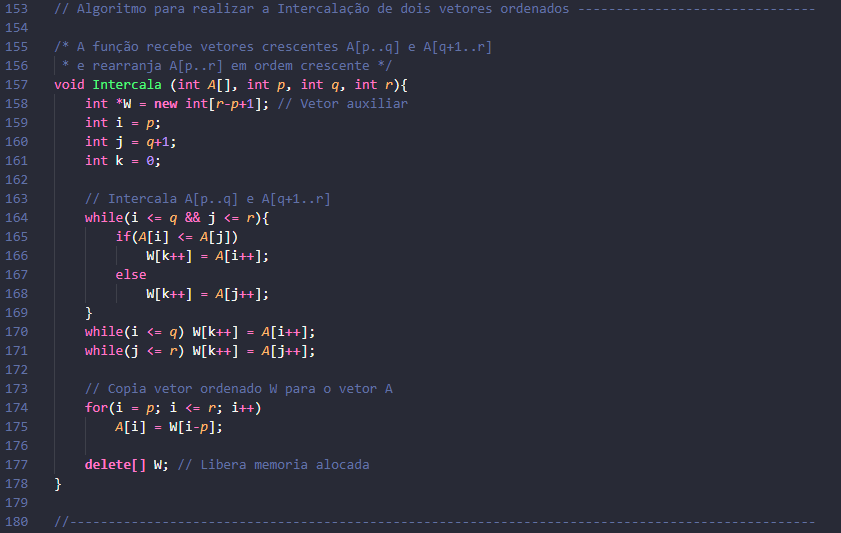 153 // Algoritmo para realizar a Intercalação de dois vetores ordenados -------------------------------
154
155 /* A função recebe vetores crescentes A[p..q] e A[q+1..r]
156  * e rearranja A[p..r] em ordem crescente */
157 void Intercala (int A[], int p, int q, int r){
158     int *W = new int[r-p+1]; // Vetor auxiliar
159     int i = p;
160     int j = q+1;
161     int k = 0;
162
163     // Intercala A[p..q] e A[q+1..r]
164     while(i <= q && j <= r){
165         if(A[i] <= A[j])
166             W[k++] = A[i++];
167         else
168             W[k++] = A[j++];
169     }
170     while(i <= q) W[k++] = A[i++];
171     while(j <= r) W[k++] = A[j++];
172
173     // Copia vetor ordenado W para o vetor A
174     for(i = p; i <= r; i++)
175         A[i] = W[i-p];
176
177     delete[] W; // Libera memoria alocada
178 }
179
180 //-------------------------------------------------------------------------------------------------